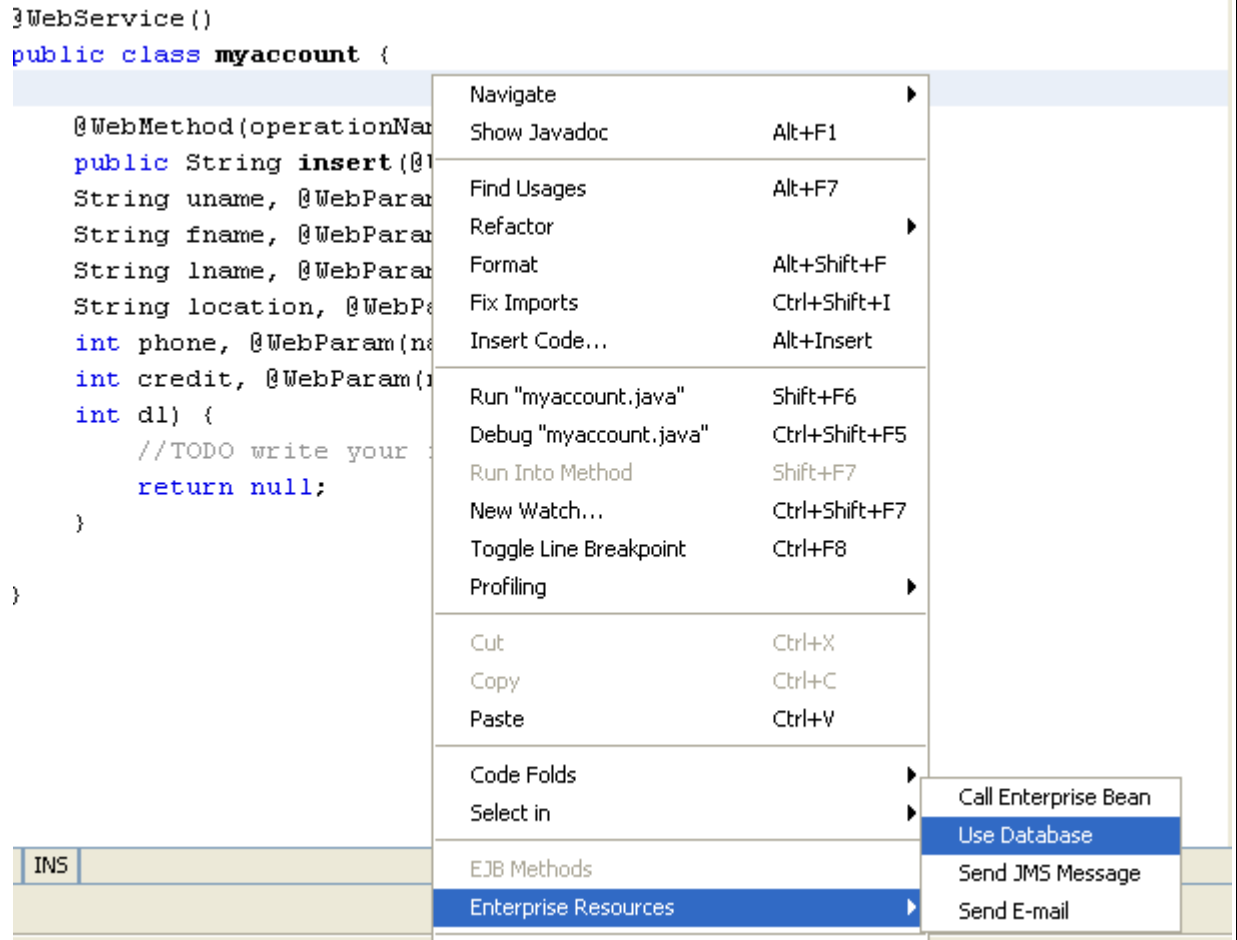 @WebService()
public class myaccount {
@WebMethod(operationNam
public String insert(@W
String uname, @WebParam
String fname, @WebParam
String lname, @WebParam
String location, @WebPa
int phone, @WebParam(na
int credit, @WebParam(n
int dl) {
//TODO write your
return null;
}
}
INS
Navigate
Show Javadoc Alt+F1
Find Usages Alt+F7
Refactor
Format Alt+Shift+F
Fix Imports Ctrl+Shift+I
Insert Code... Alt+Insert
Run "myaccount.java" Shift+F6
Debug "myaccount.java" Ctrl+Shift+F5
Run Into Method Shift+F7
New Watch... Ctrl+Shift+F7
Toggle Line Breakpoint Ctrl+F8
Profiling
Cut Ctrl+X
Copy Ctrl+C
Paste Ctrl+V
Code Folds
Select in
EJB Methods
Enterprise Resources
Call Enterprise Bean
Use Database
Send JMS Message
Send E-mail